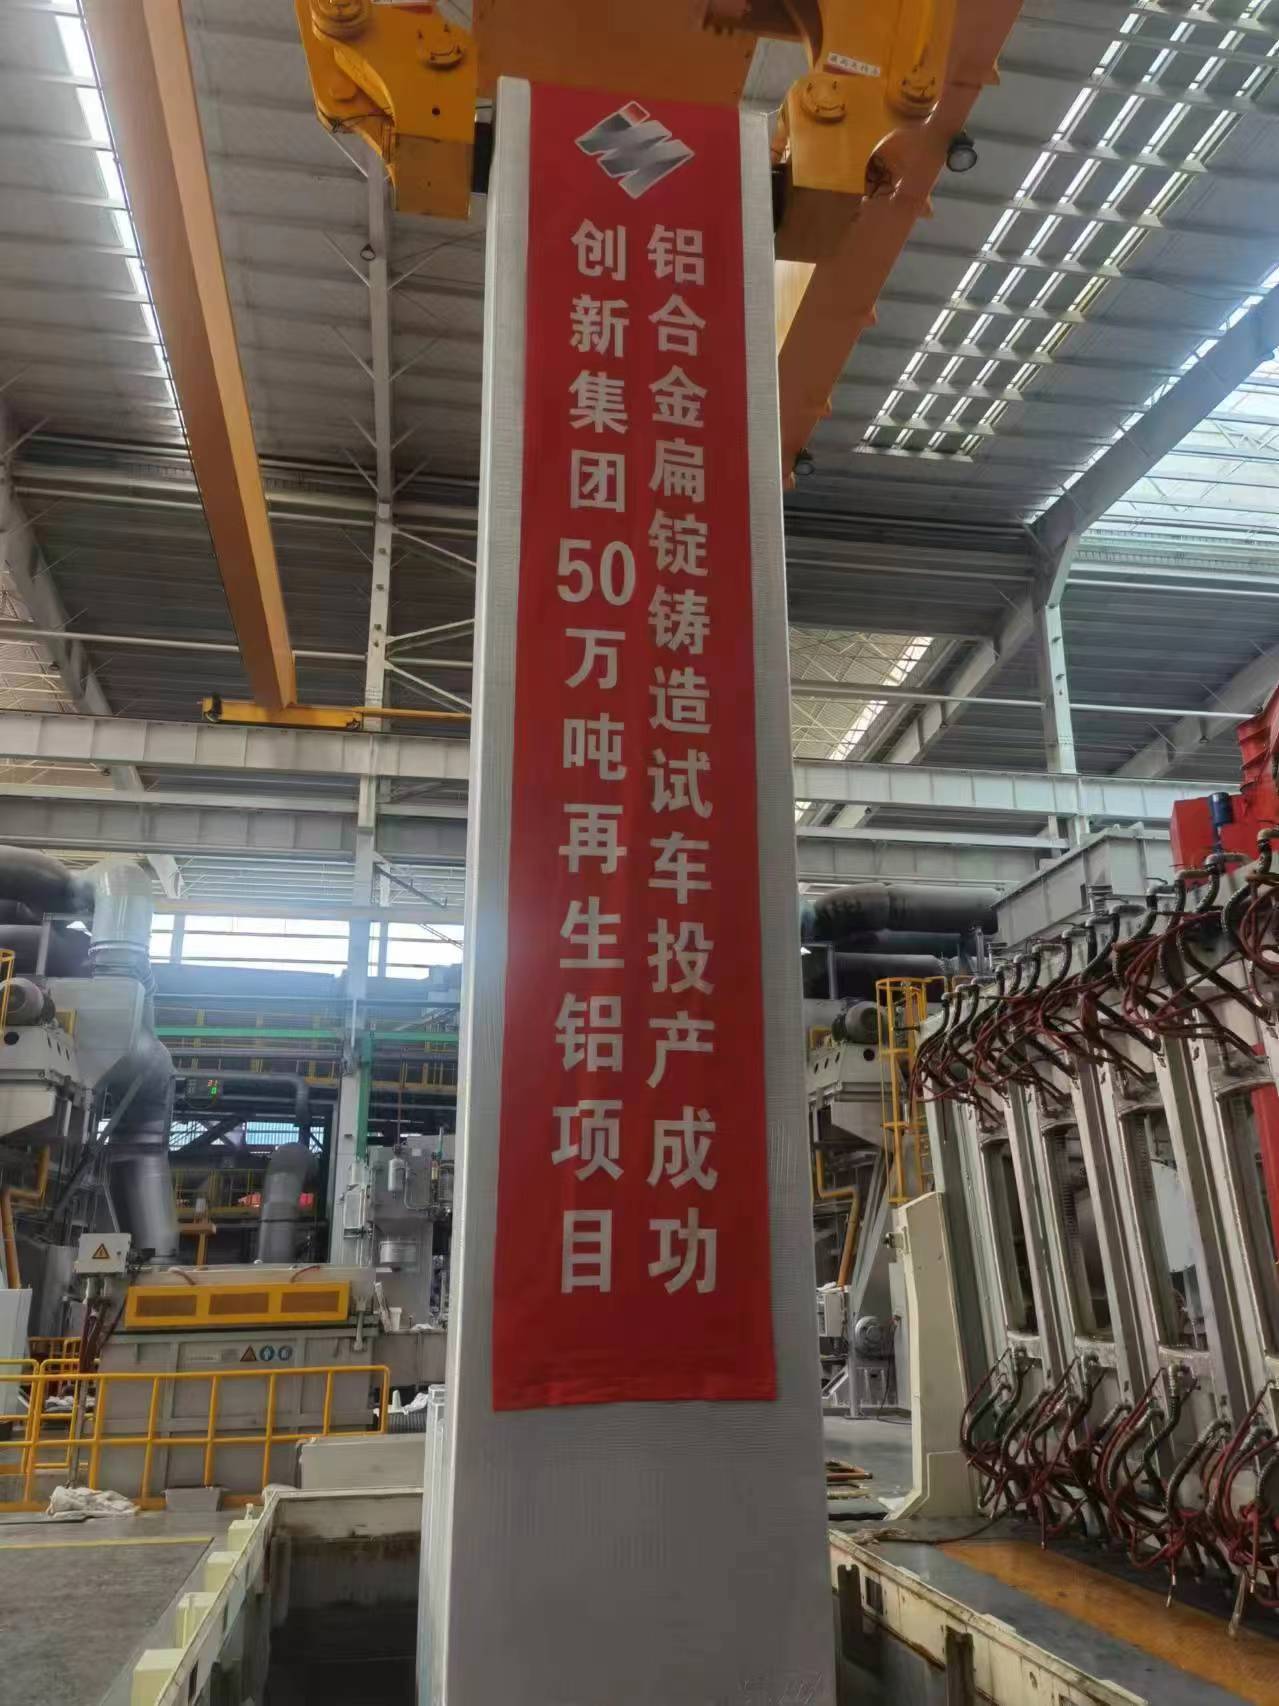 创新集团50万吨再生铝项目
铝合金扁锭铸造试车投产成功